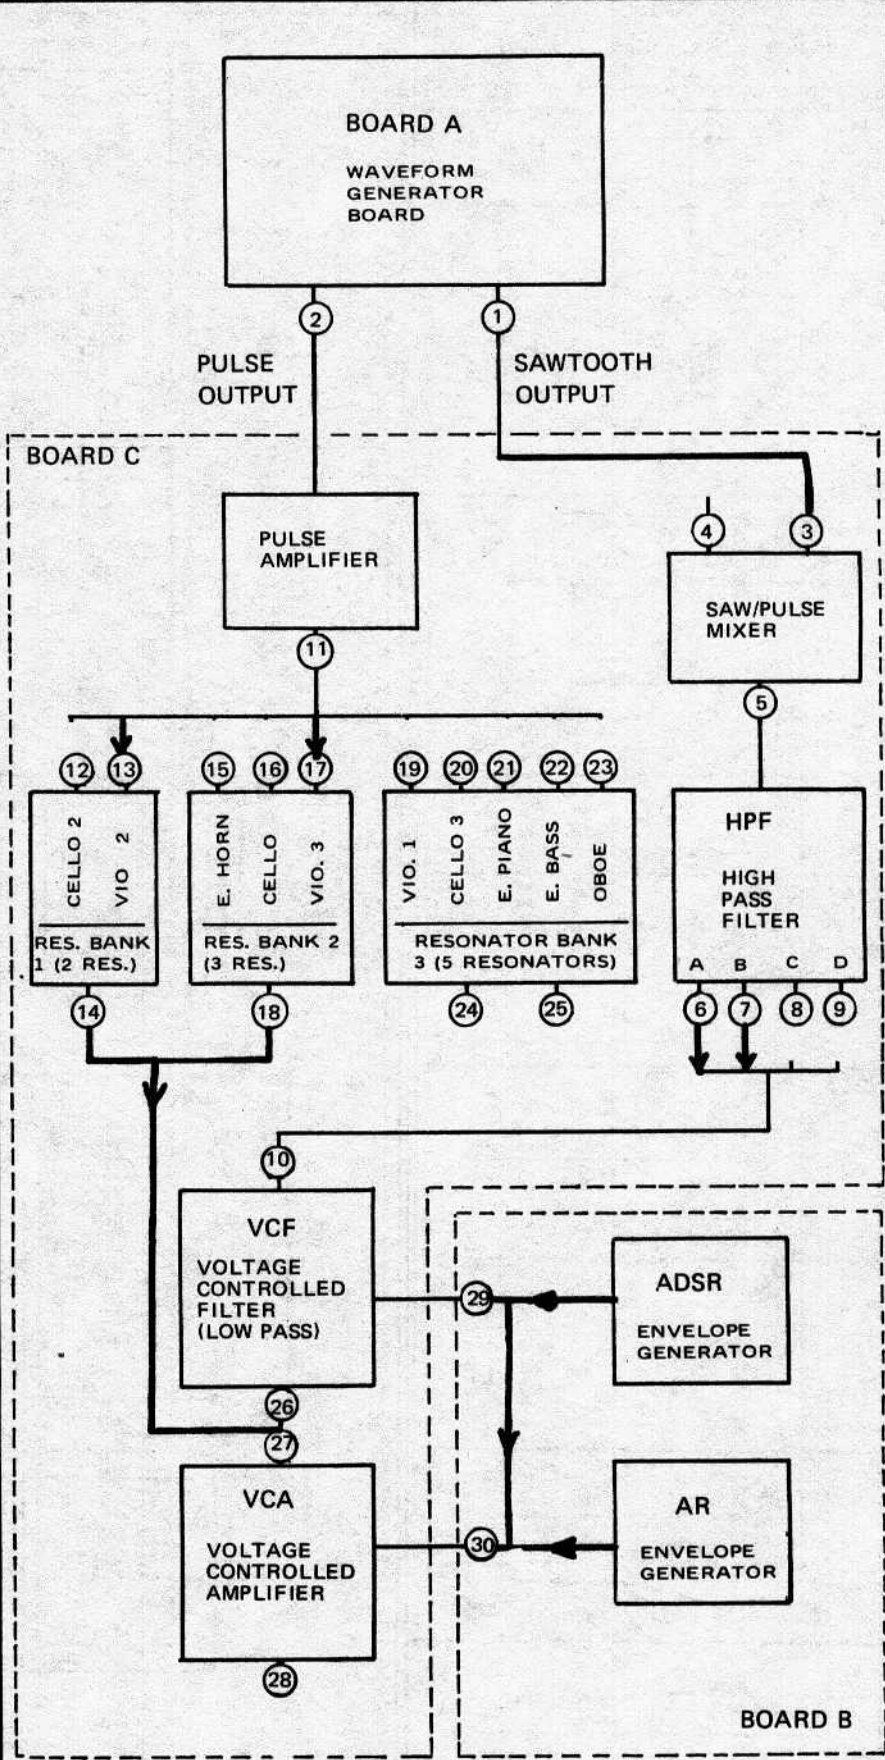 BOARD A
WAVEFORM
GENERATOR
BOARD
2
1
PULSE
OUTPUT
SAWTOOTH
OUTPUT
BOARD C
PULSE
AMPLIFIER
4
3
SAW/PULSE
MIXER
11
5
12
13
15
16
17
19
20
21
22
23
CELLO 2
VIO 2
E. HORN
CELLO
VIO. 3
VIO. 1
CELLO 3
E. PIANO
E. BASS
OBOE
RES. BANK
1 (2 RES.)
RES. BANK 2
(3 RES.)
RESONATOR BANK
3 (5 RESONATORS)
HPF
HIGH
PASS
FILTER
A B C D
14
18
24
25
6
7
8
9
10
VCF
VOLTAGE
CONTROLLED
FILTER
(LOW PASS)
29
ADSR
ENVELOPE
GENERATOR
26
27
VCA
VOLTAGE
CONTROLLED
AMPLIFIER
30
AR
ENVELOPE
GENERATOR
28
BOARD B